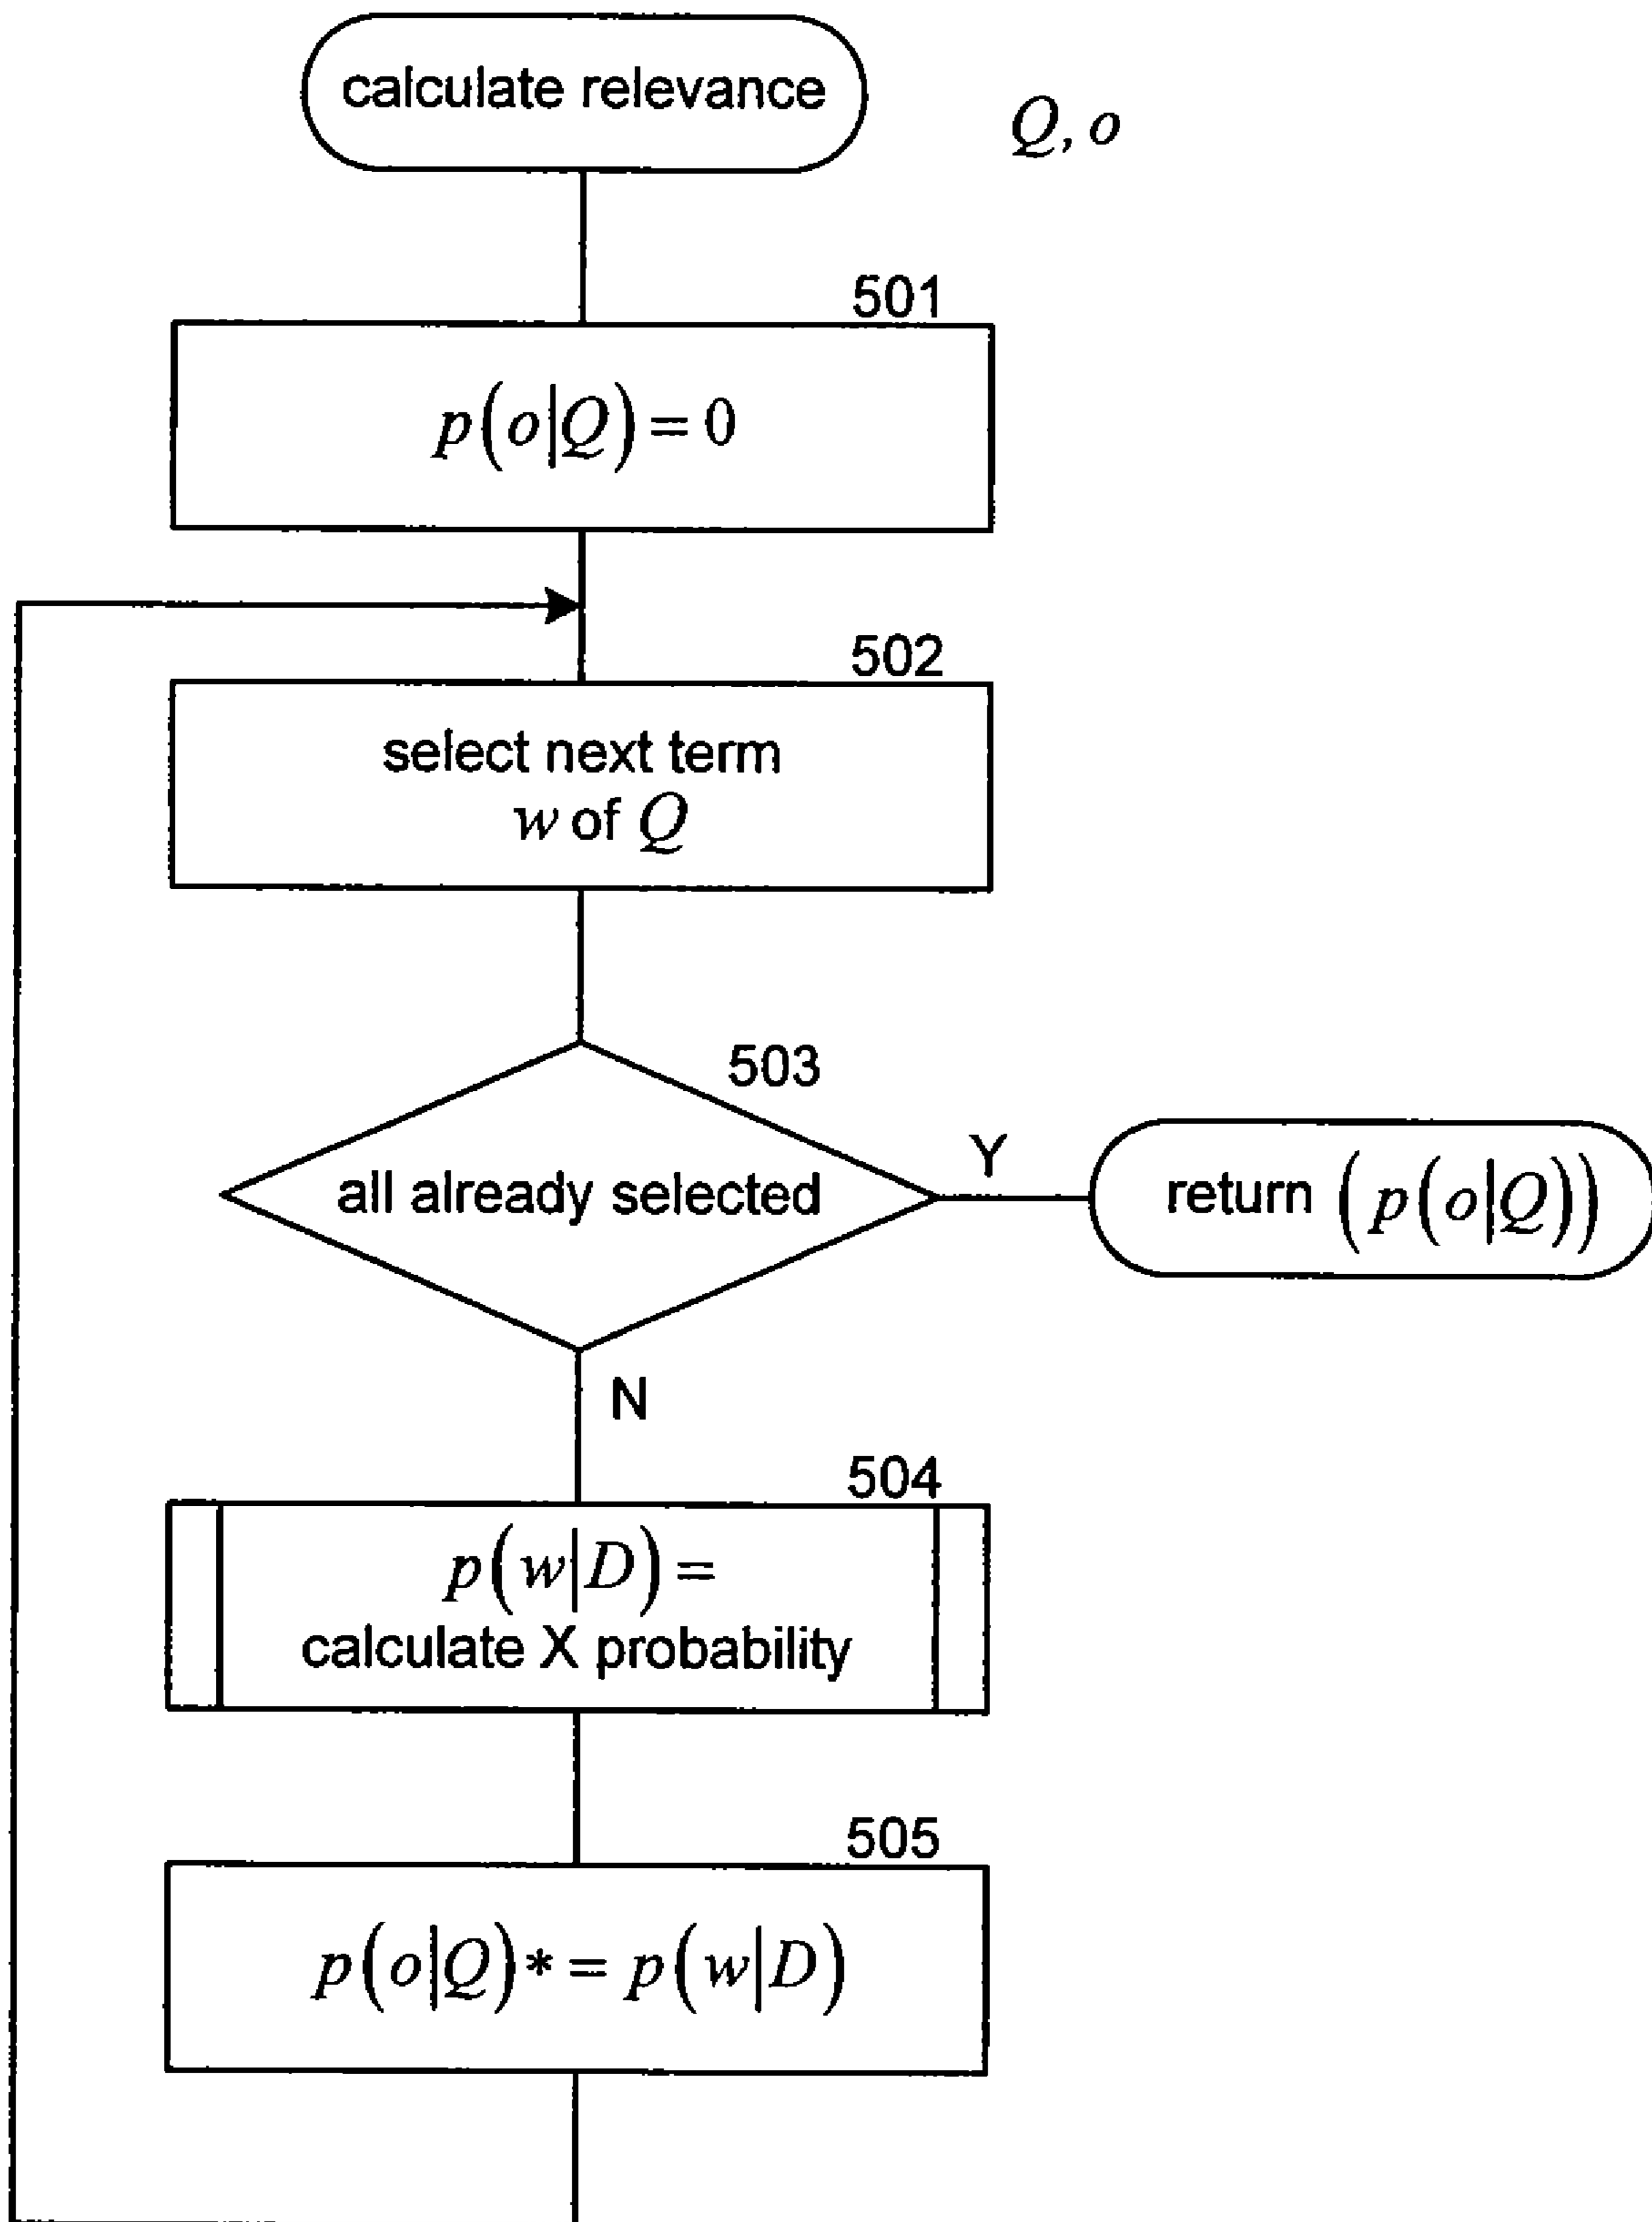 calculate relevance
Q, o
501
p(o|Q) = 0
502
select next term
w of Q
503
all already selected
Y
return (p(o|Q))
N
504
p(w|D) =
calculate X probability
505
p(o|Q)* = p(w|D)